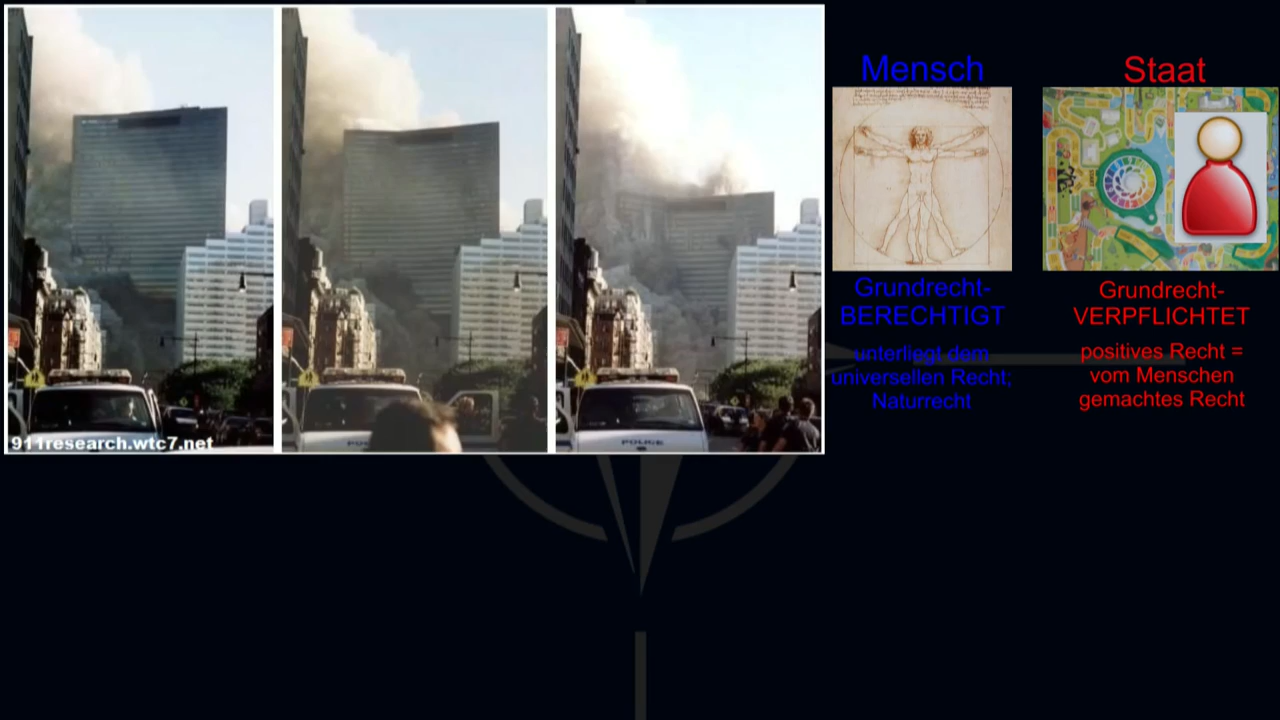 911research.wtc7.net
POLICE
Mensch
Grundrecht-
BERECHTIGT
unterliegt dem
universellen Recht;
Naturrecht
Staat
Grundrecht-
VERPFLICHTET
positives Recht =
vom Menschen
gemachtes Recht